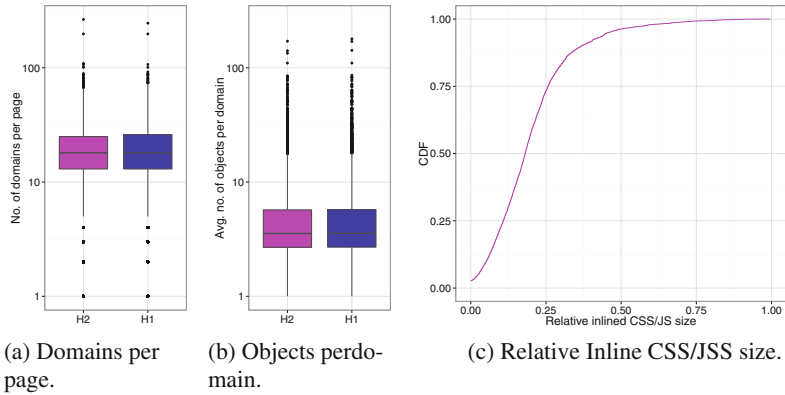 No. of domains per page
100
10
1
H2
H1
Avg. no. of objects per domain
100
10
1
H2
H1
CDF
1.00
0.75
0.50
0.25
0.00
0.00
0.25
0.50
0.75
1.00
Relative inlined CSS/JS size
(a) Domains per
page.
(b) Objects perdo-
main.
(c) Relative Inline CSS/JSS size.